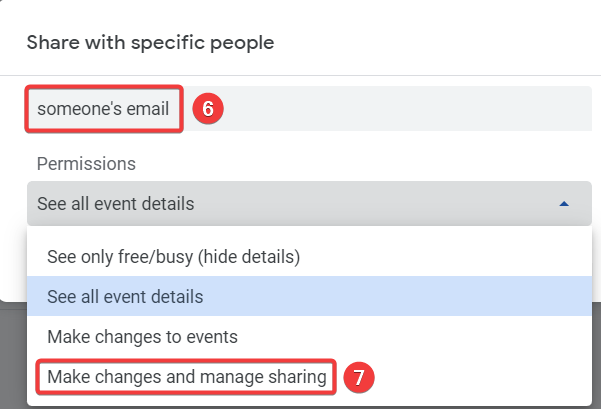 Share with specific people
someone's email 6
Permissions
See all event details
See only free/busy (hide details)
See all event details
Make changes to events
Make changes and manage sharing 7